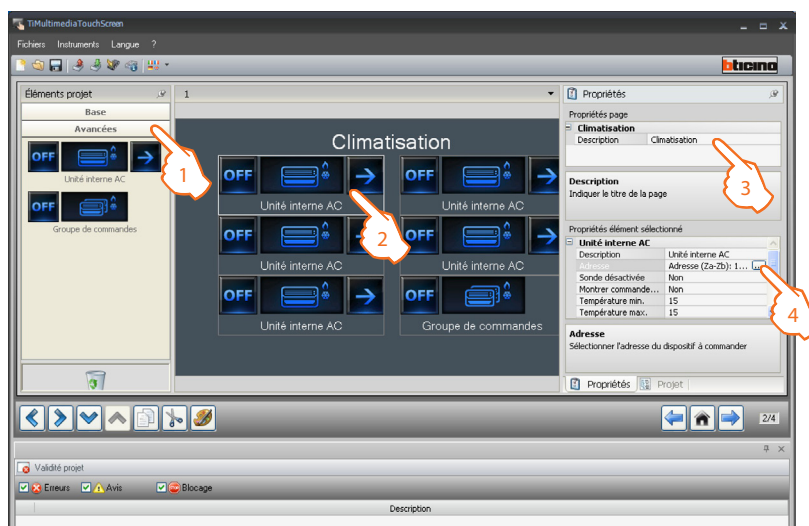 TiMultimediaTouchScreen
Fichiers Instruments Langue ?
bticino
Éléments projet
Base
Avancées
OFF
Unité interne AC
OFF
Groupe de commandes
1
Climatisation
OFF
Unité interne AC
OFF
Unité interne AC
OFF
Unité interne AC
OFF
Unité interne AC
OFF
Unité interne AC
OFF
Groupe de commandes
Propriétés
Propriétés page
Climatisation
Description Climatisation
Description
Indiquer le titre de la page
Propriétés élément sélectionné
Unité interne AC
Description Unité interne AC
Adresse Adresse (Za-Zb): 1... ...
Sonde désactivée Non
Montrer commande... Non
Température min. 15
Température max. 15
Adresse
Sélectionner l'adresse du dispositif à commander
Propriétés Projet
1
2
3
4
2/4
Validité projet
Erreurs Avis Blocage
Description